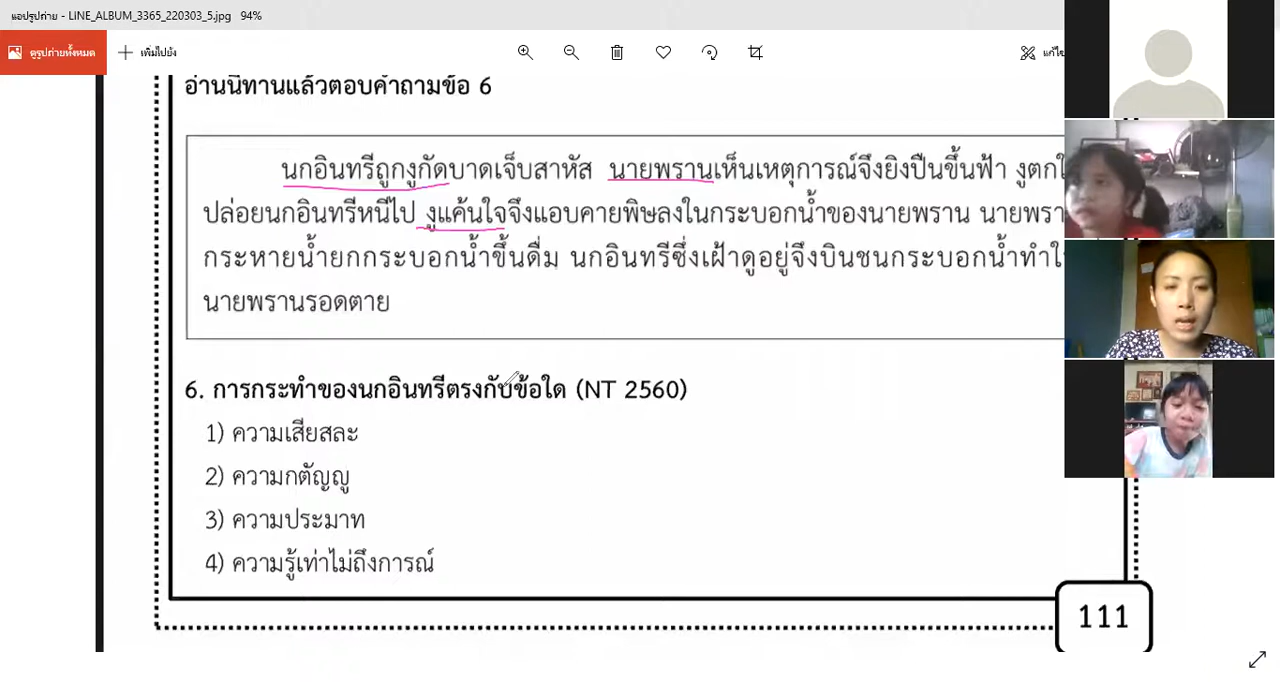 แอปรูปถ่าย - LINE_ALBUM_3365_220303_5.jpg 94%
ดูรูปถ่ายทั้งหมด
เพิ่มไปยัง
อ่านนิทานแล้วตอบคำถามข้อ 6
นกอินทรีถูกงูกัดบาดเจ็บสาหัส นายพรานเห็นเหตุการณ์จึงยิงปืนขึ้นฟ้า
ปล่อยนกอินทรีหนีไป งูแค้นใจจึงแอบคายพิษลงในกระบอกน้ำของนายพราน
กระหายน้ำยกกระบอกน้ำขึ้นดื่ม นกอินทรีซึ่งเฝ้าดูอยู่จึงบินชนกระบอกน้ำ
นายพรานรอดตาย
6. การกระทำของนกอินทรีตรงกับข้อใด (NT 2560)
1) ความเสียสละ
2) ความกตัญญู
3) ความประมาท
4) ความรู้เท่าไม่ถึงการณ์
111